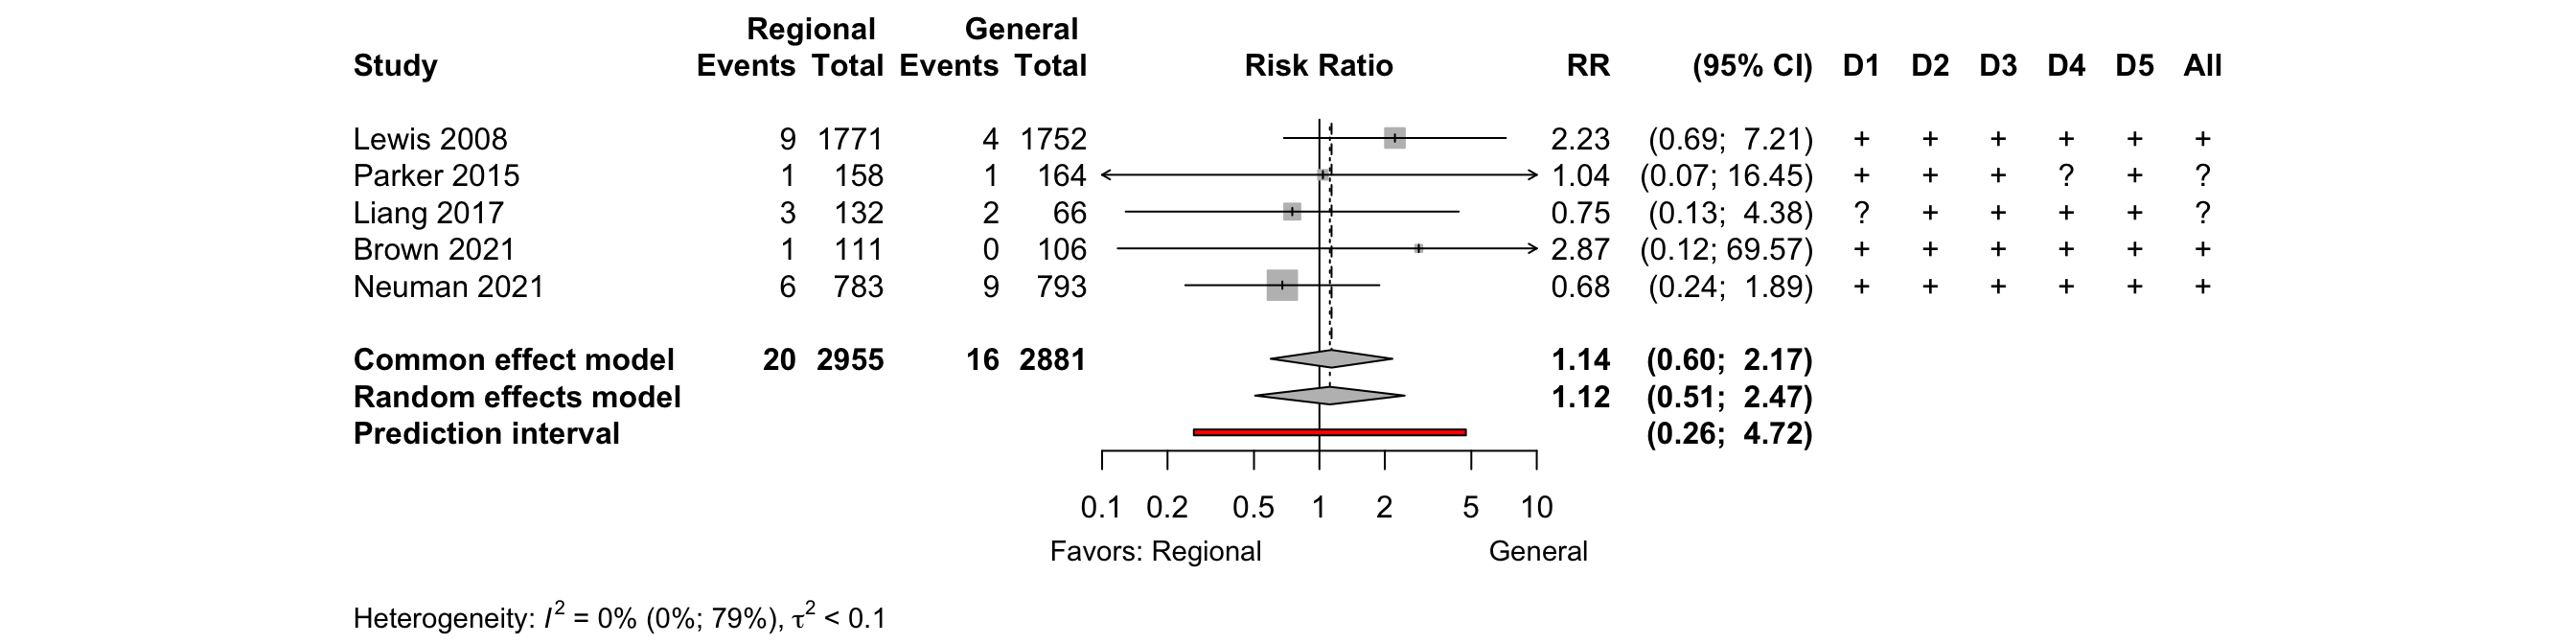 Regional General
Study Events Total Events Total Risk Ratio RR (95% CI) D1 D2 D3 D4 D5 All
Lewis 2008 9 1771 4 1752 2.23 (0.69; 7.21) + + + + + +
Parker 2015 1 158 1 164 1.04 (0.07; 16.45) + + + ? + ?
Liang 2017 3 132 2 66 0.75 (0.13; 4.38) ? + + + + ?
Brown 2021 1 111 0 106 2.87 (0.12; 69.57) + + + + + +
Neuman 2021 6 783 9 793 0.68 (0.24; 1.89) + + + + + +
Common effect model 20 2955 16 2881 1.14 (0.60; 2.17)
Random effects model 1.12 (0.51; 2.47)
Prediction interval (0.26; 4.72)
0.1 0.2 0.5 1 2 5 10
Favors: Regional General
Heterogeneity: I² = 0% (0%; 79%), τ² < 0.1